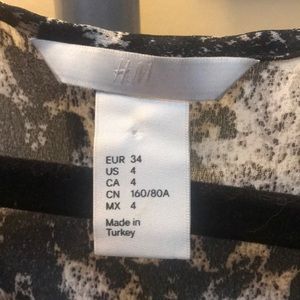 H&M
EUR 34
US 4
CA 4
CN 160/80A
MX 4
Made in
Turkey